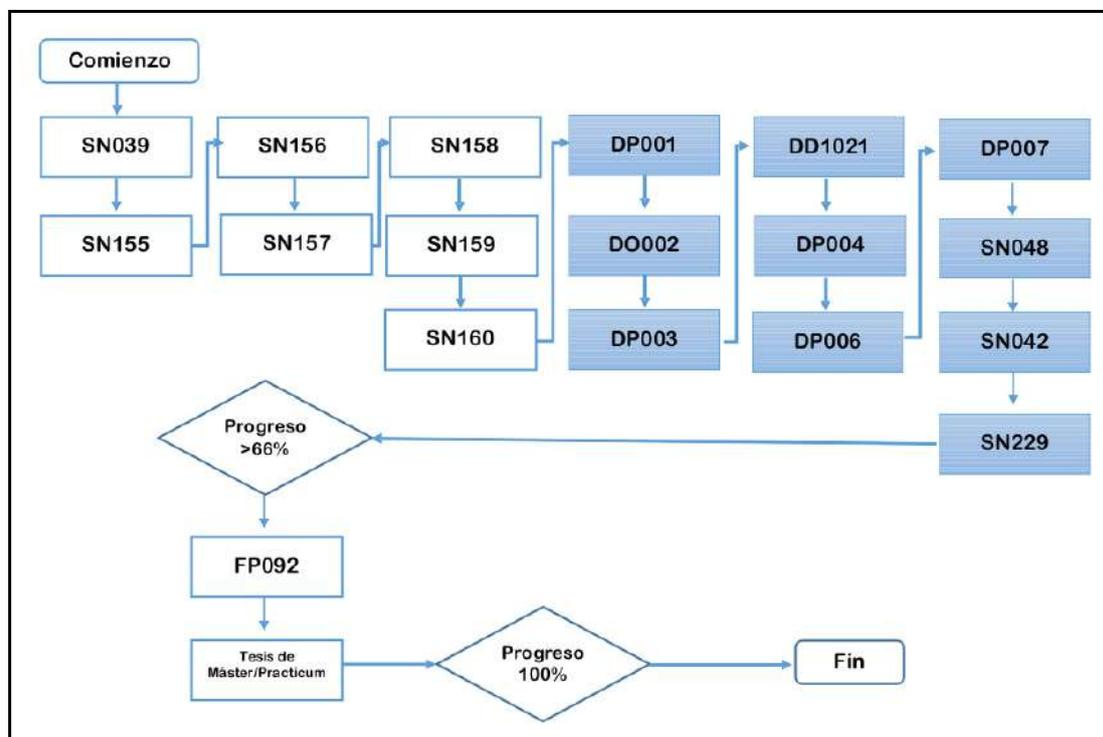 Comienzo
SN039
SN155
SN156
SN157
SN158
SN159
SN160
DP001
DO002
DP003
DD1021
DP004
DP006
DP007
SN048
SN042
SN229
Progreso
>66%
FP092
Tesis de
Máster/Practicum
Progreso
100%
Fin